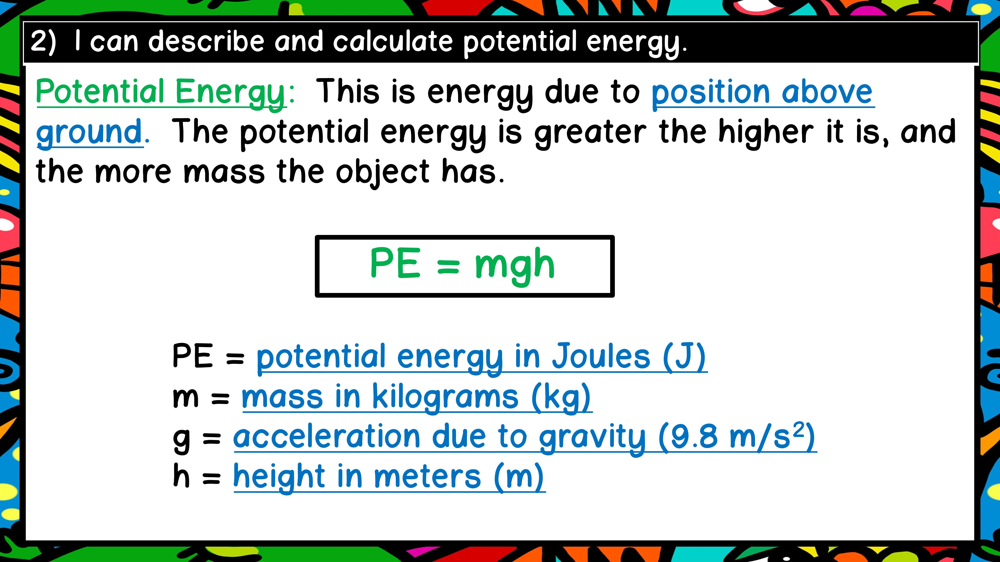 2) I can describe and calculate potential energy.
Potential Energy: This is energy due to position above
ground. The potential energy is greater the higher it is, and
the more mass the object has.
PE = mgh
PE = potential energy in Joules (J)
m = mass in kilograms (kg)
g = acceleration due to gravity (9.8 m/s²)
h = height in meters (m)